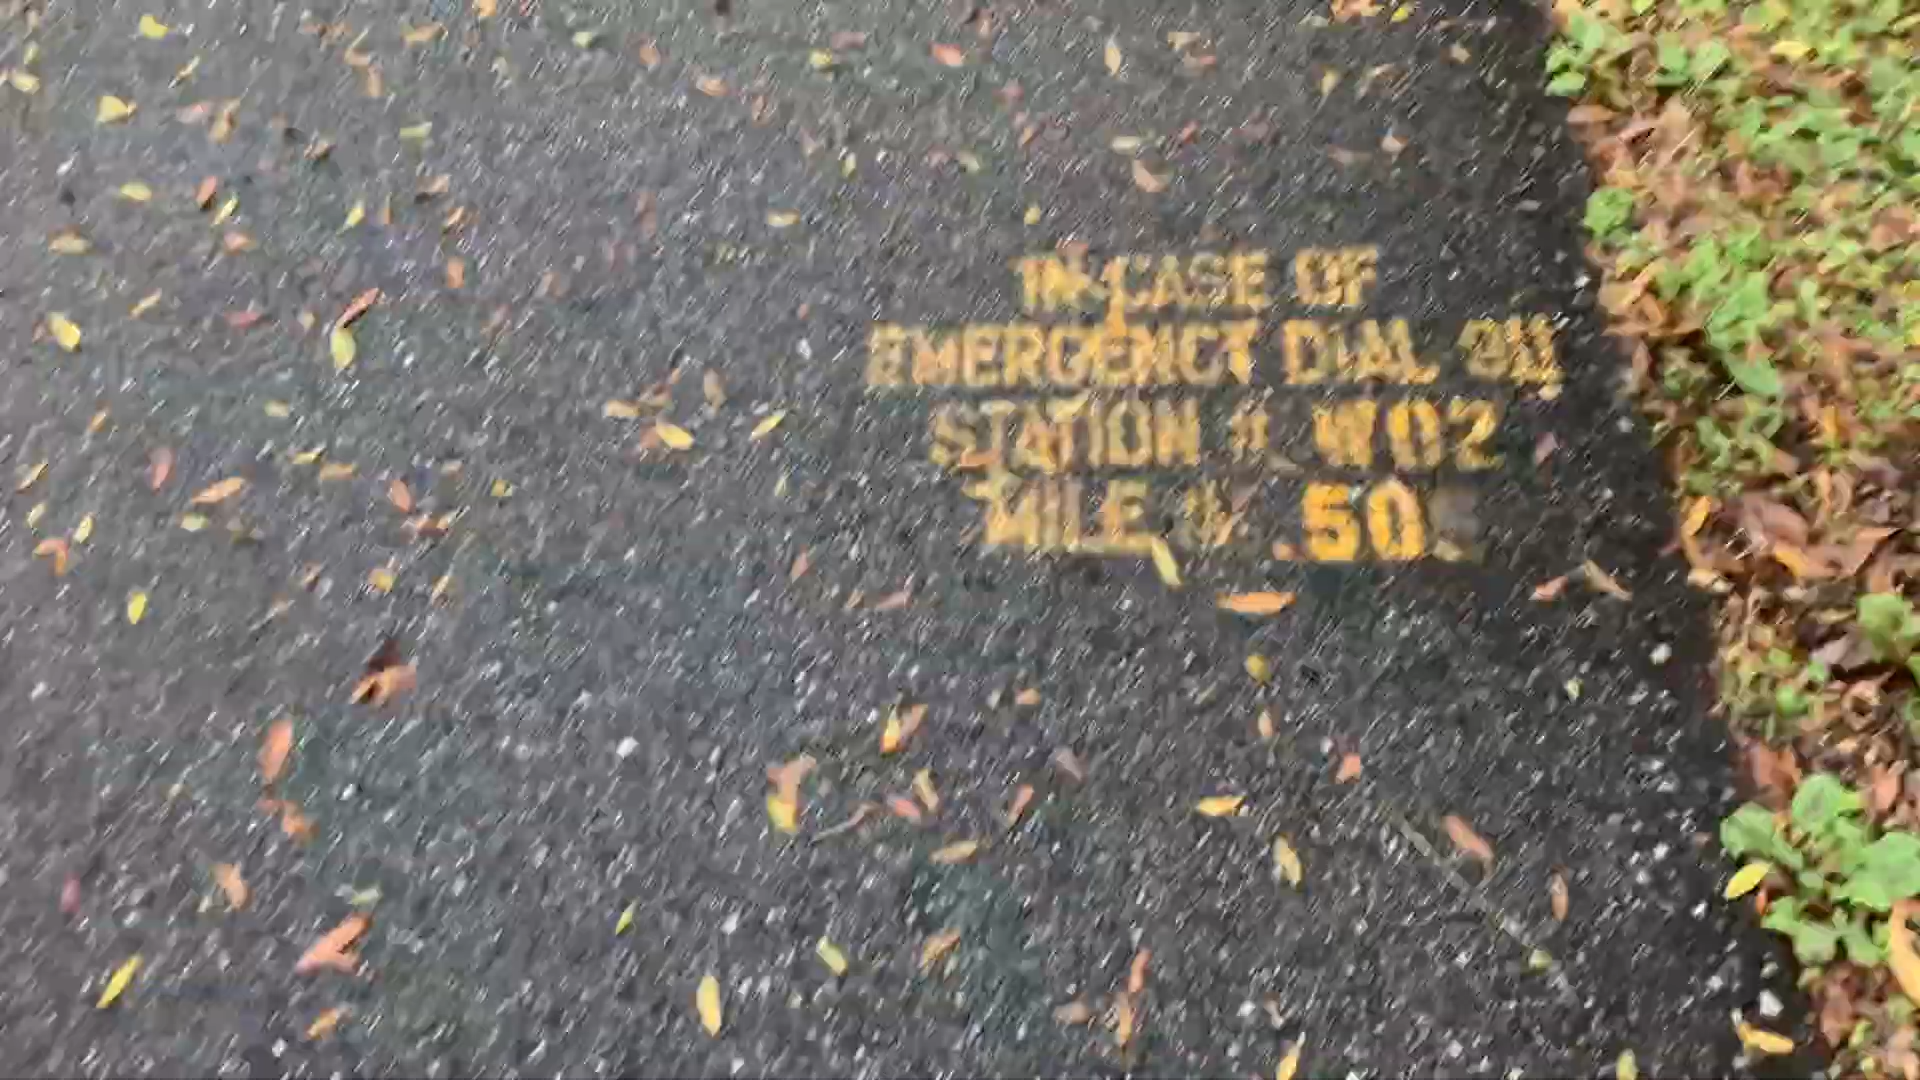 IN CASE OF
EMERGENCY DIAL 911
STATION # W02
MILE # .50